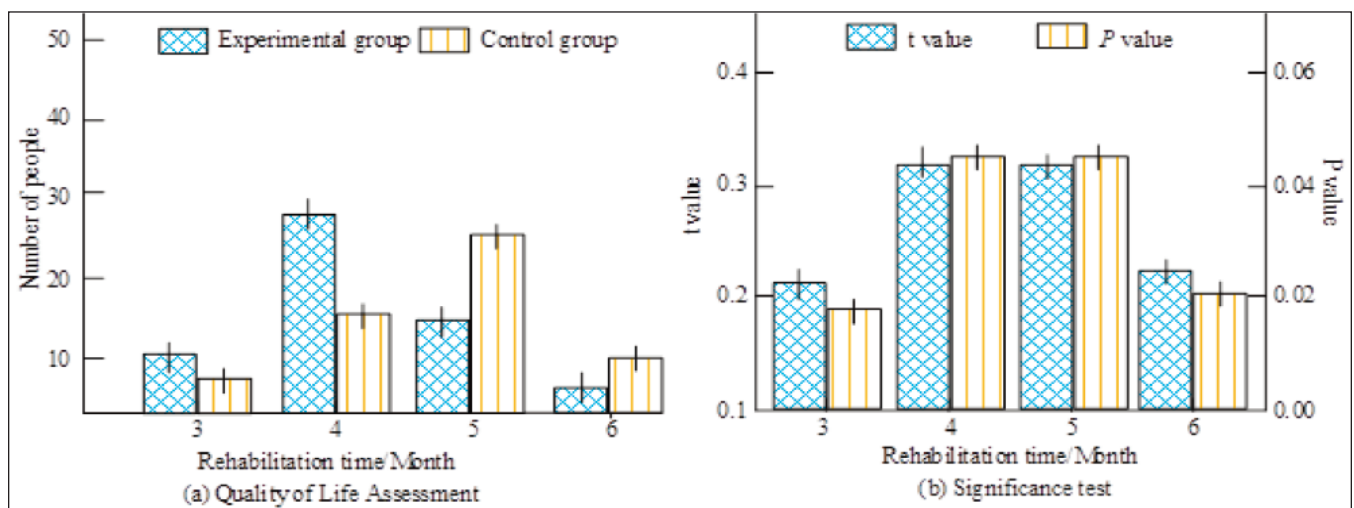 Experimental group
Control group
50
40
30
20
10
Number of people
3
4
5
6
Rehabilitation time/Month
(a) Quality of Life Assessment
t value
P value
0.4
0.3
0.2
0.1
t value
0.06
0.04
0.02
0.00
P value
3
4
5
6
Rehabilitation time/Month
(b) Significance test